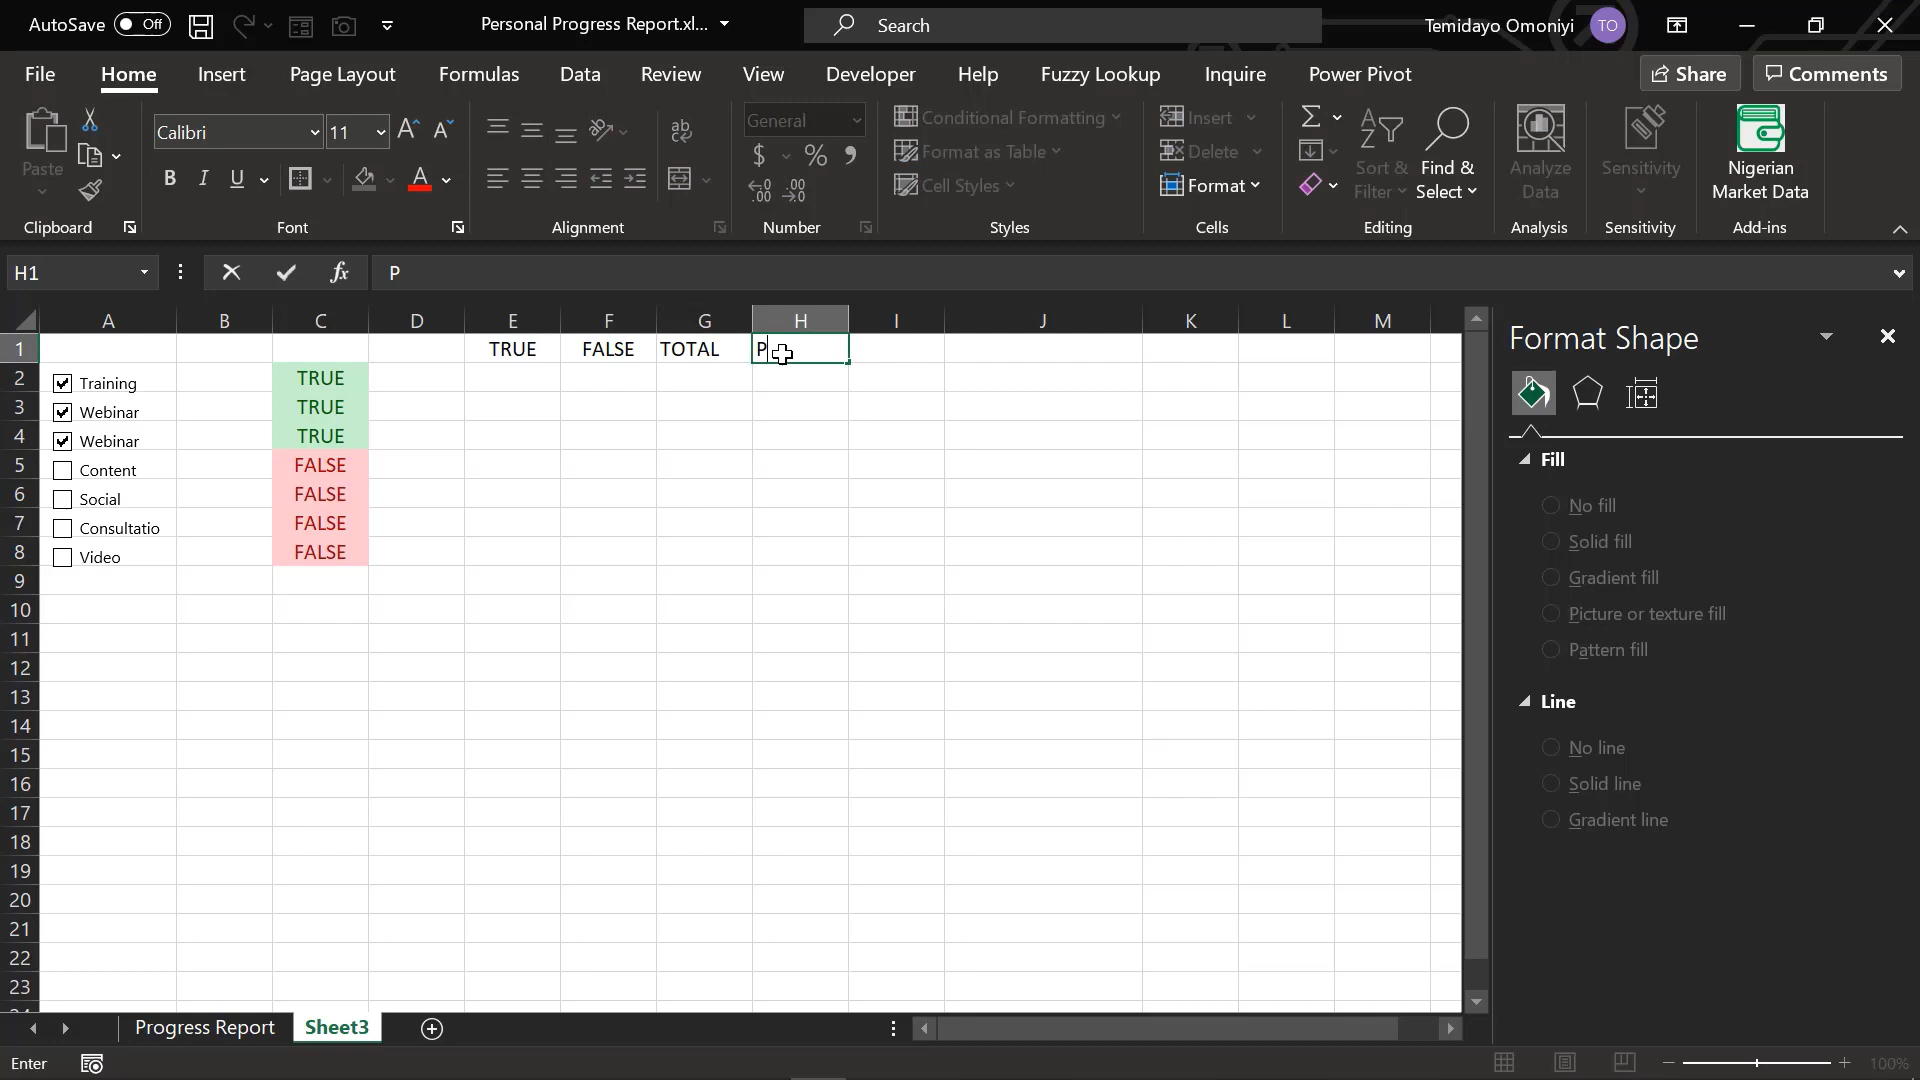 AutoSave Off Personal Progress Report.xl... Search Temidayo Omoniyi TO
File Home Insert Page Layout Formulas Data Review View Developer Help Fuzzy Lookup Inquire Power Pivot Share Comments
Calibri 11 General Conditional Formatting Insert
$ % Format as Table Delete
Paste Sort & Find & Analyze Sensitivity Nigerian
B I U A Cell Styles Format Filter Select Data Market Data
Clipboard Font Alignment Number Styles Cells Editing Analysis Sensitivity Add-ins
H1 fx P
A B C D E F G H I J K L M
1 TRUE FALSE TOTAL P
2 Training TRUE
3 Webinar TRUE
4 Webinar TRUE
5 Content FALSE
6 Social FALSE
7 Consultatio FALSE
8 Video FALSE
9
10
11
12
13
14
15
16
17
18
19
20
21
22
23
Format Shape
Fill
No fill
Solid fill
Gradient fill
Picture or texture fill
Pattern fill
Line
No line
Solid line
Gradient line
Progress Report Sheet3
Enter 100%